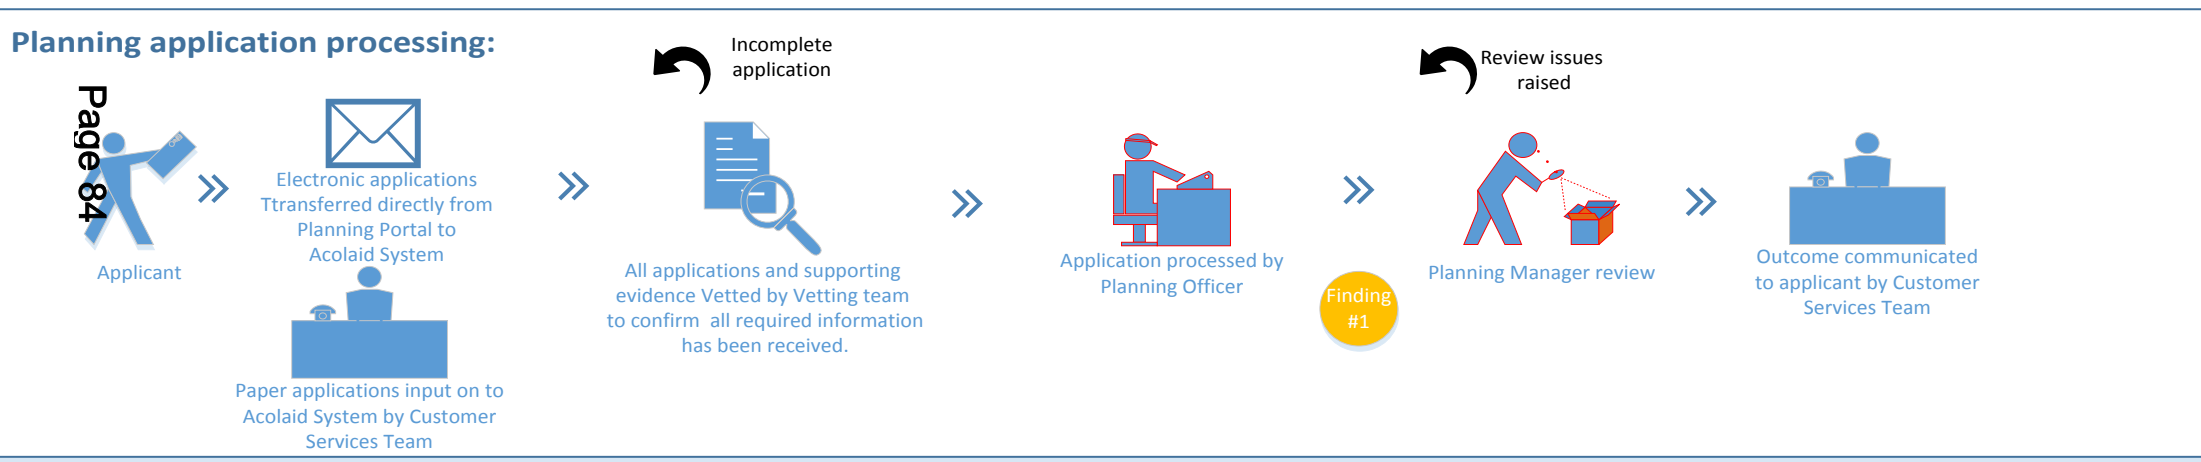 Planning application processing:
Page 84
Applicant
Electronic applications
Ttransferred directly from
Planning Portal to
Acolaid System
Paper applications input on to
Acolaid System by Customer
Services Team
Incomplete
application
All applications and supporting
evidence Vetted by Vetting team
to confirm  all required information
has been received.
Application processed by
Planning Officer
Finding
#1
Review issues
raised
Planning Manager review
Outcome communicated
to applicant by Customer
Services Team